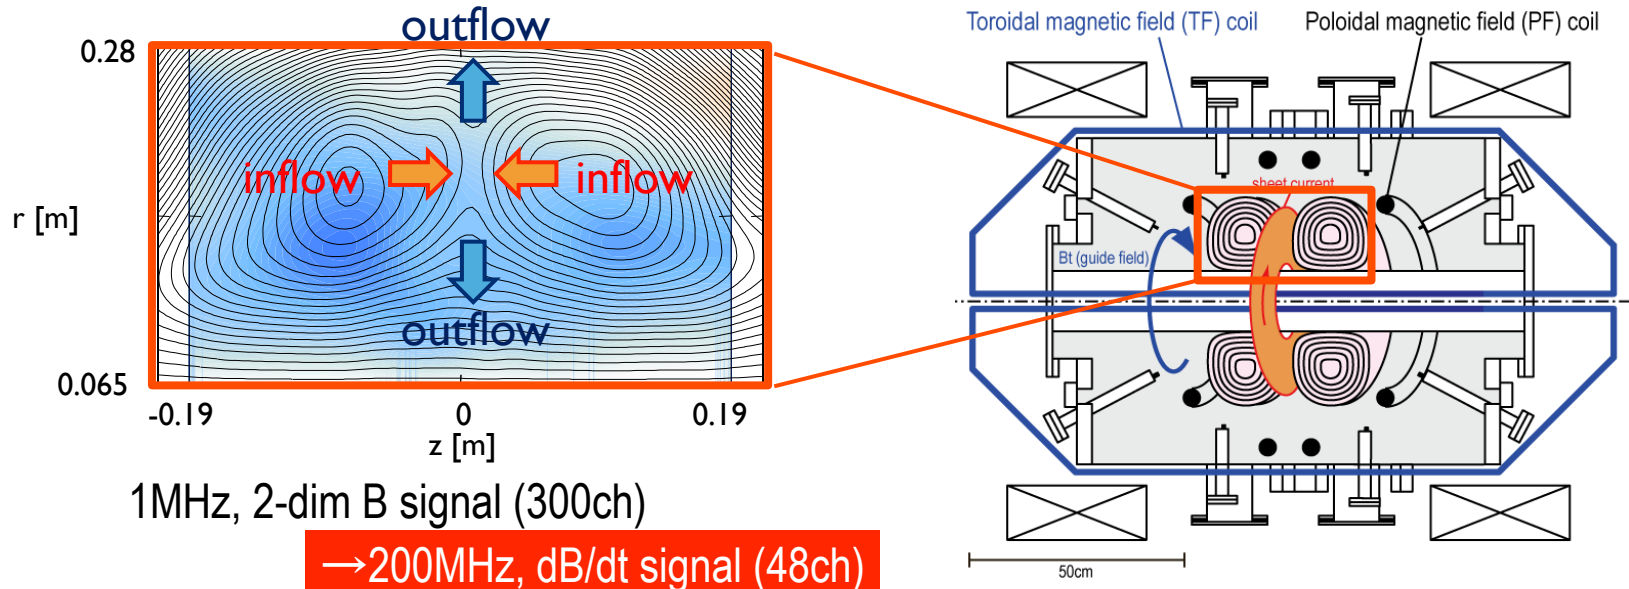 outflow
0.28
inflow
inflow
r [m]
outflow
0.065
-0.19
0
0.19
z [m]
1MHz, 2-dim B signal (300ch)
→200MHz, dB/dt signal (48ch)
Toroidal magnetic field (TF) coil
Poloidal magnetic field (PF) coil
sheet current
Bt (guide field)
50cm